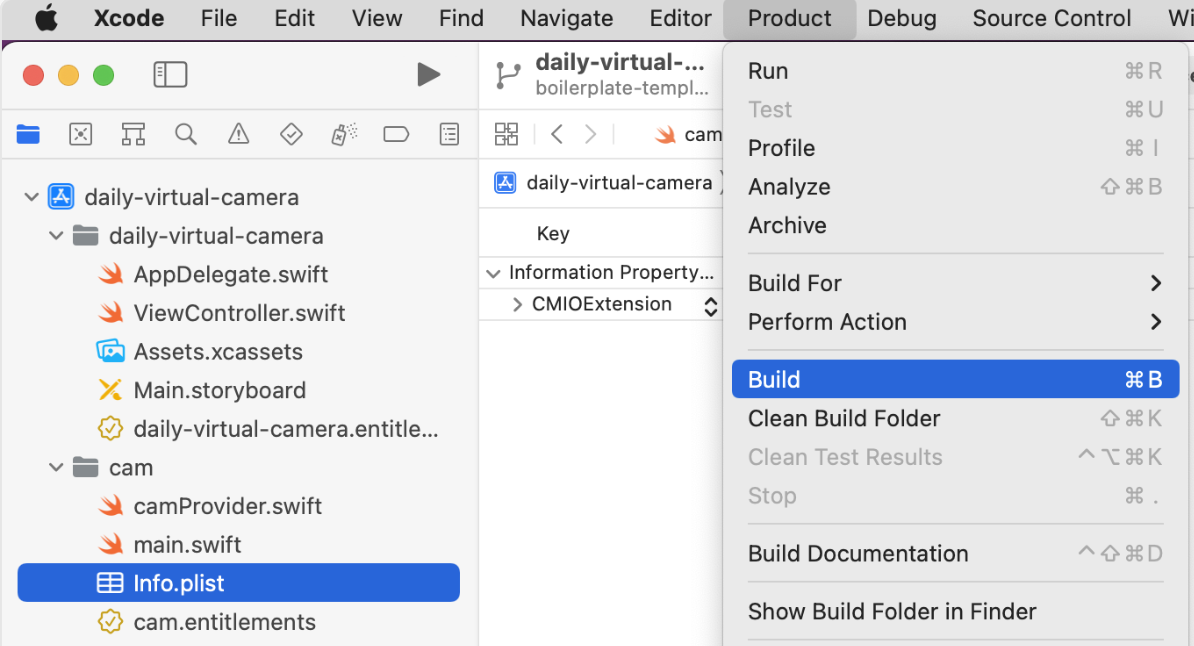 Xcode File Edit View Find Navigate Editor Product Debug Source Control Wi
daily-virtual-...
boilerplate-templ...
cam
daily-virtual-camera
daily-virtual-camera
AppDelegate.swift
ViewController.swift
Assets.xcassets
Main.storyboard
daily-virtual-camera.entitle...
cam
camProvider.swift
main.swift
Info.plist
cam.entitlements
daily-virtual-camera
Key
Information Property...
CMIOExtension
Run ⌘R
Test ⌘U
Profile ⌘I
Analyze ⇧⌘B
Archive
Build For
Perform Action
Build ⌘B
Clean Build Folder ⇧⌘K
Clean Test Results ^⌥⌘K
Stop ⌘.
Build Documentation ^⇧⌘D
Show Build Folder in Finder